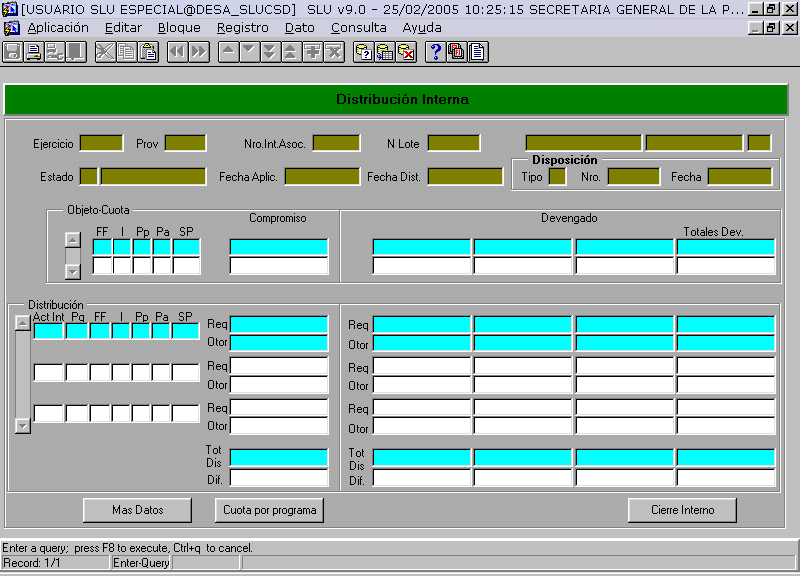 [USUARIO SLU ESPECIAL@DESA_SLUCSD] SLU v9.0 - 25/02/2005 10:25:15 SECRETARIA GENERAL DE LA P...
Aplicación Editar Bloque Registro Dato Consulta Ayuda
Distribución Interna
Ejercicio Prov Nro.Int.Asoc. N Lote
Disposición
Estado Fecha Aplic. Fecha Dist. Tipo Nro. Fecha
Objeto-Cuota
Compromiso Devengado
FF I Pp Pa SP Totales Dev.
Distribución
Act Int Pq FF I Pp Pa SP
Req Req
Otor Otor
Req Req
Otor Otor
Req Req
Otor Otor
Tot Tot
Dis Dis
Dif. Dif.
Mas Datos Cuota por programa Cierre Interno
Enter a query; press F8 to execute, Ctrl+q to cancel.
Record: 1/1 Enter-Query